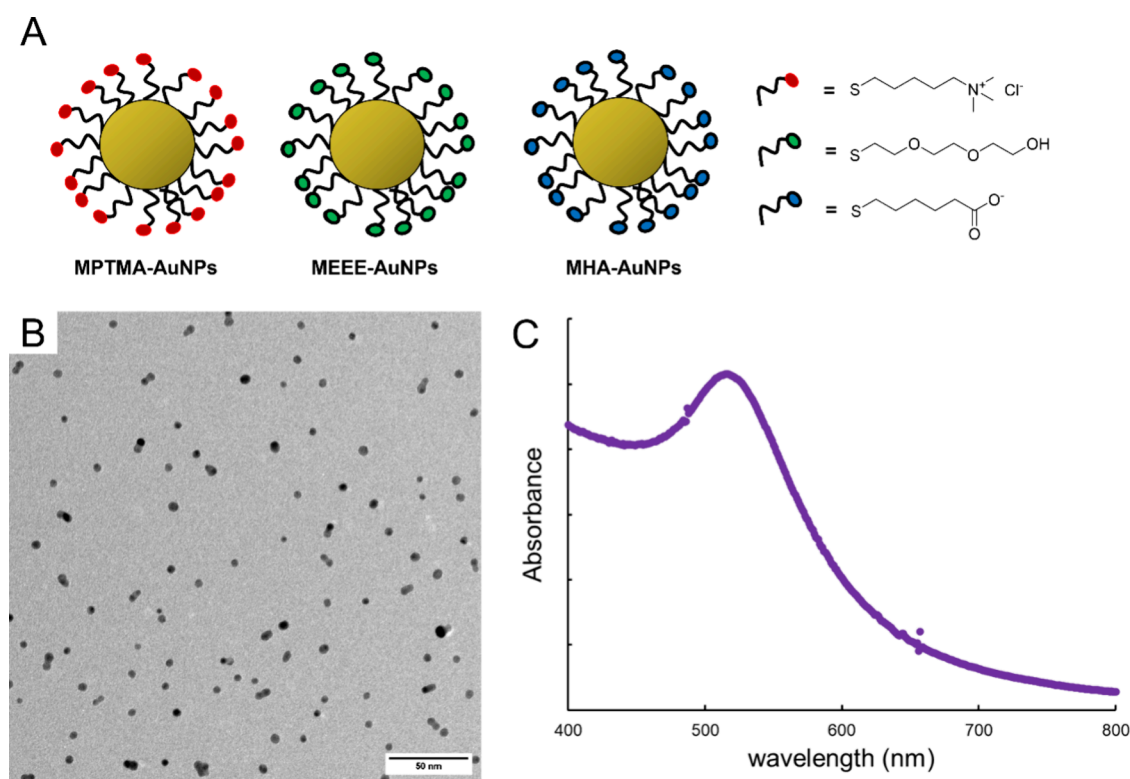 A
= S N⁺ Cl⁻
= S O O OH
= S O⁻ O
MPTMA-AuNPs MEEE-AuNPs MHA-AuNPs
B
50 nm
C
Absorbance
400 500 600 700 800
wavelength (nm)